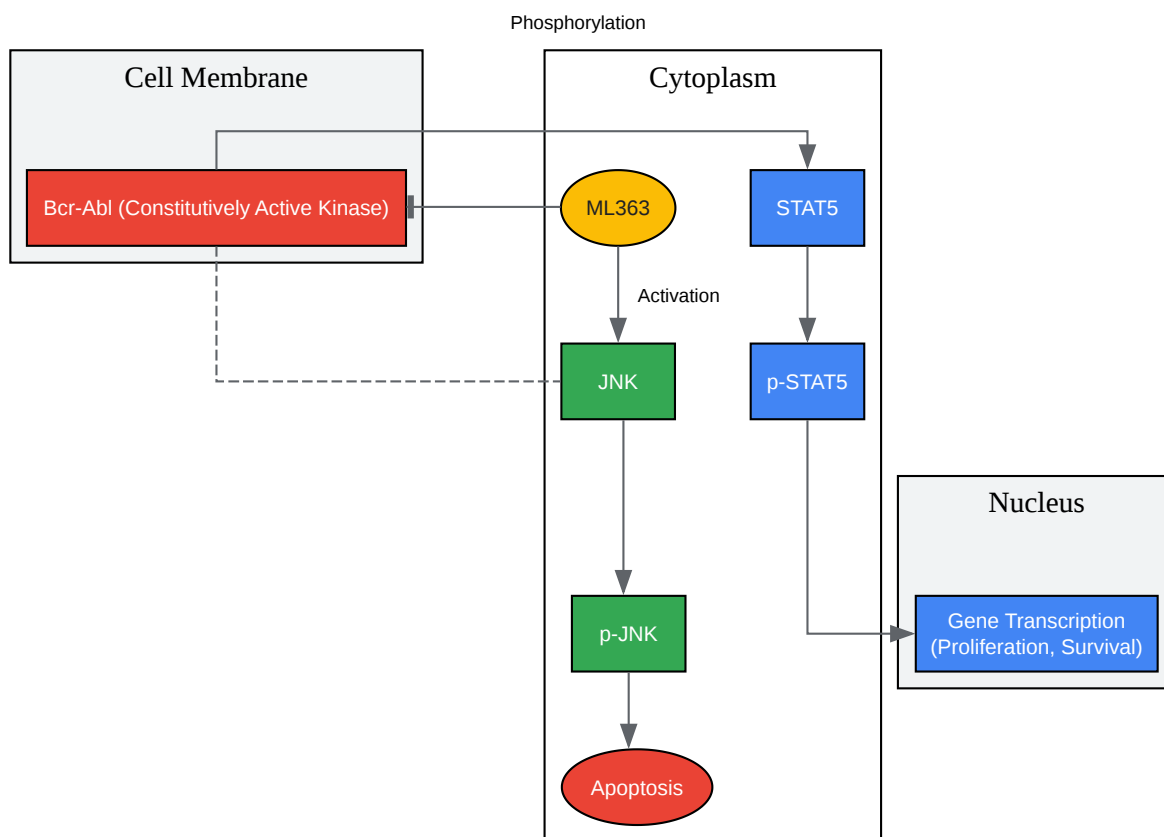 Phosphorylation
Cell Membrane
Cytoplasm
Bcr-Abl (Constitutively Active Kinase)
ML363
STAT5
Activation
JNK
p-STAT5
Nucleus
p-JNK
Gene Transcription
(Proliferation, Survival)
Apoptosis